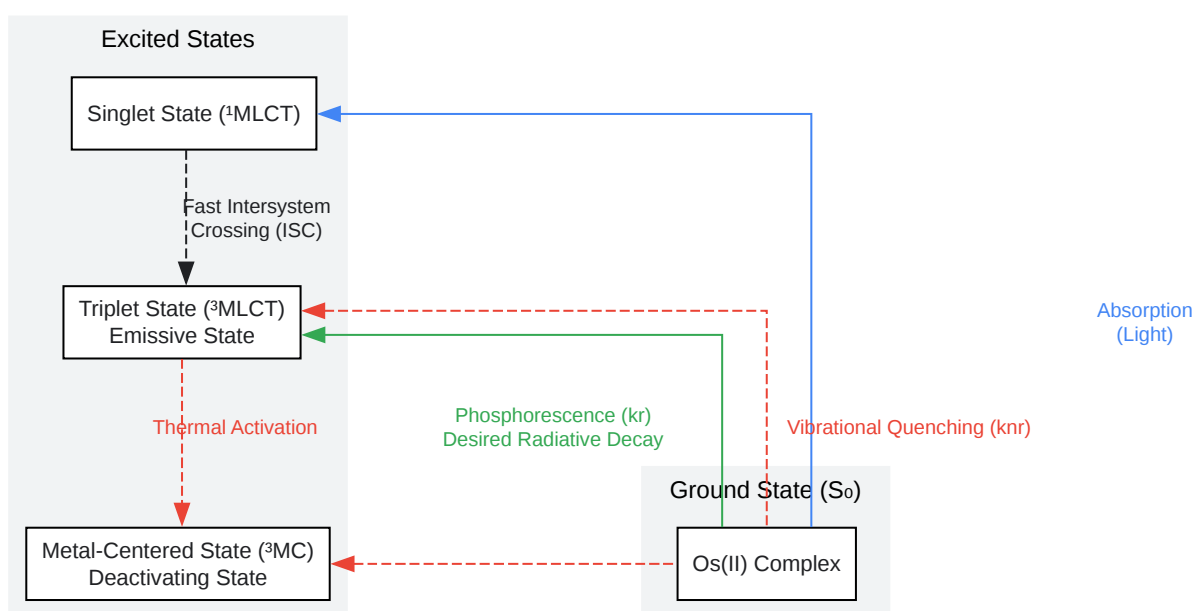 Excited States
Singlet State (¹MLCT)
Fast Intersystem
Crossing (ISC)
Triplet State (³MLCT)
Emissive State
Absorption
(Light)
Phosphorescence (kr)
Desired Radiative Decay
Thermal Activation
Vibrational Quenching (knr)
Ground State (S₀)
Metal-Centered State (³MC)
Deactivating State
Os(II) Complex